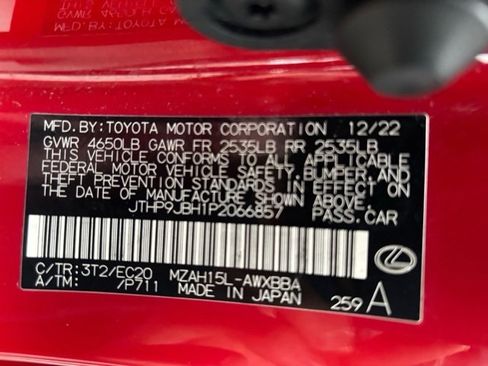 MFD. BY: TOYOTA MOTOR CORPORATION 12/22
GVWR 4650LB GAWR FR 2535LB RR 2535LB
THIS VEHICLE CONFORMS TO ALL APPLICABLE
FEDERAL MOTOR VEHICLE SAFETY, BUMPER, AND
THEFT PREVENTION STANDARDS IN EFFECT ON
THE DATE OF MANUFACTURE SHOWN ABOVE.
JTHP9JBH1P2066857 PASS.CAR
C/TR: 3T2/EC20 MZAH15L-AWXBBA
A/TM: /P711 MADE IN JAPAN 259 A